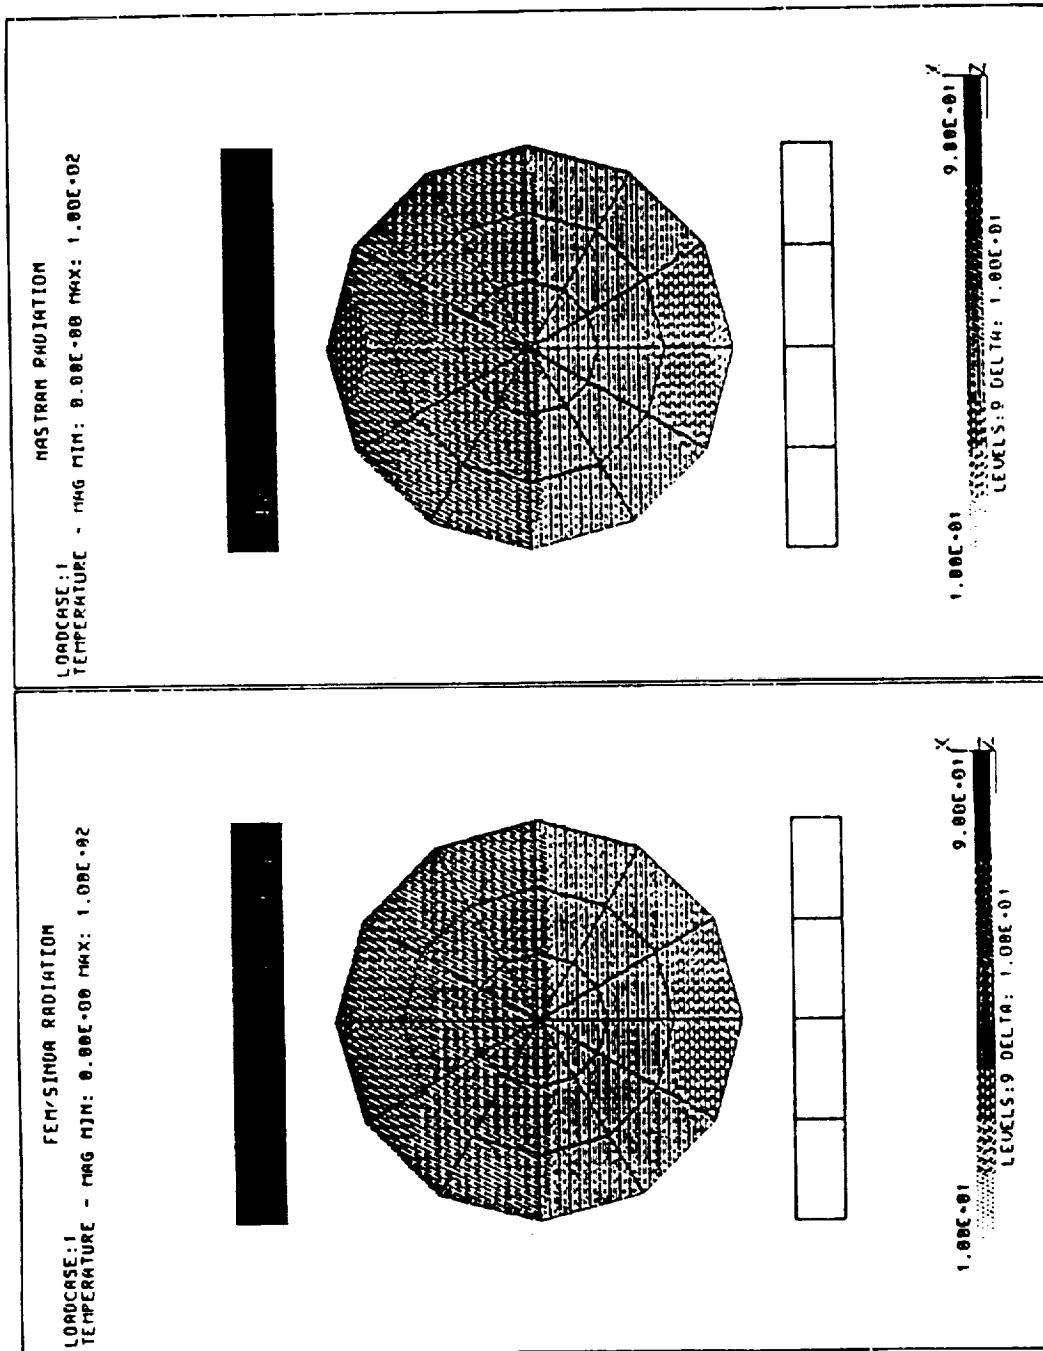 NASTRAN RADIATION
LOADCASE:1
TEMPERATURE - MAG MIN: 0.00E+00 MAX: 1.00E+02
1.00E+01
9.00E+01
LEVELS:9 DELTA: 1.00E+01
X
Z
FEM/SINDA RADIATION
LOADCASE:1
TEMPERATURE - MAG MIN: 0.00E+00 MAX: 1.00E+02
1.00E+01
9.00E+01
LEVELS:9 DELTA: 1.00E+01
X
Z